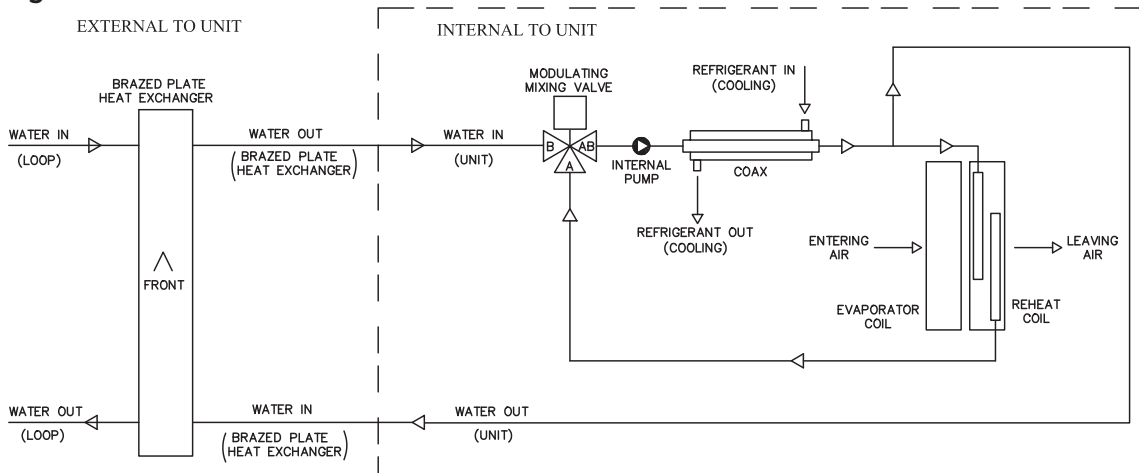 EXTERNAL TO UNIT
INTERNAL TO UNIT
BRAZED PLATE
HEAT EXCHANGER
MODULATING
MIXING VALVE
REFRIGERANT IN
(COOLING)
WATER IN
(LOOP)
WATER OUT
(BRAZED PLATE
HEAT EXCHANGER)
WATER IN
(UNIT)
B
AB
A
INTERNAL
PUMP
COAX
REFRIGERANT OUT
(COOLING)
ENTERING
AIR
LEAVING
AIR
FRONT
EVAPORATOR
COIL
REHEAT
COIL
WATER OUT
(LOOP)
WATER IN
(BRAZED PLATE
HEAT EXCHANGER)
WATER OUT
(UNIT)